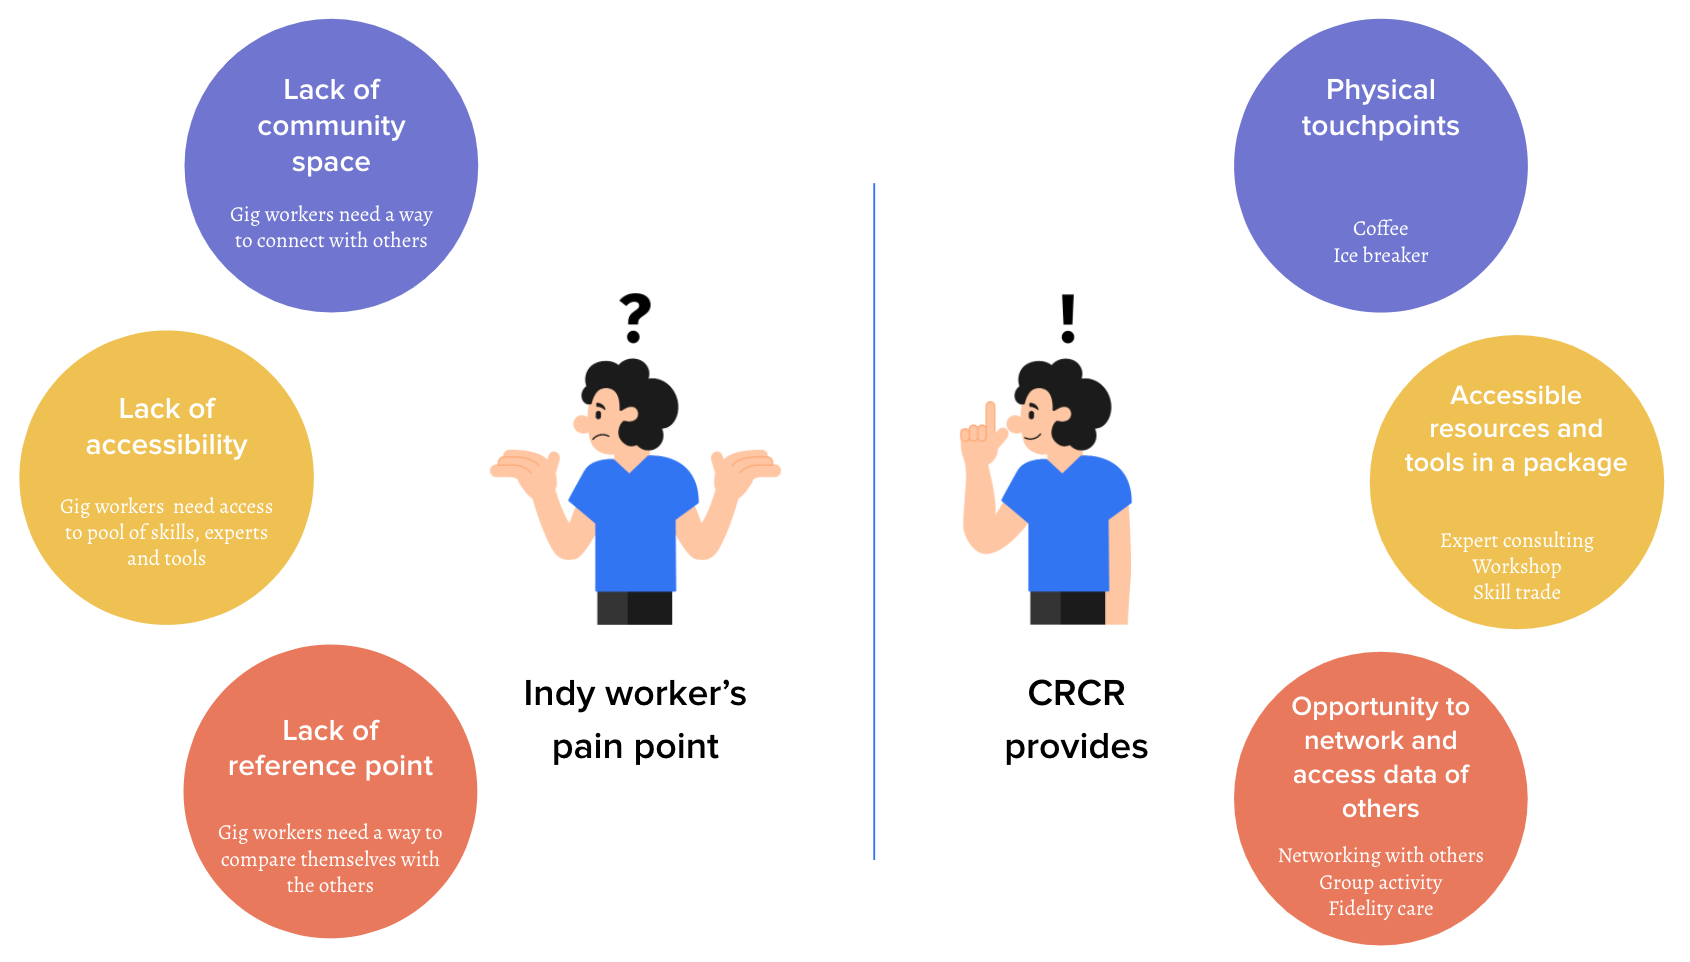 Lack of
community
space
Gig workers need a way
to connect with others
Lack of
accessibility
Gig workers  need access
to pool of skills, experts
and tools
Lack of
reference point
Gig workers need a way to
compare themselves with
the others
?
Indy worker’s
pain point
!
CRCR
provides
Physical
touchpoints
Coffee
Ice breaker
Accessible
resources and
tools in a package
Expert consulting
Workshop
Skill trade
Opportunity to
network and
access data of
others
Networking with others
Group activity
Fidelity care